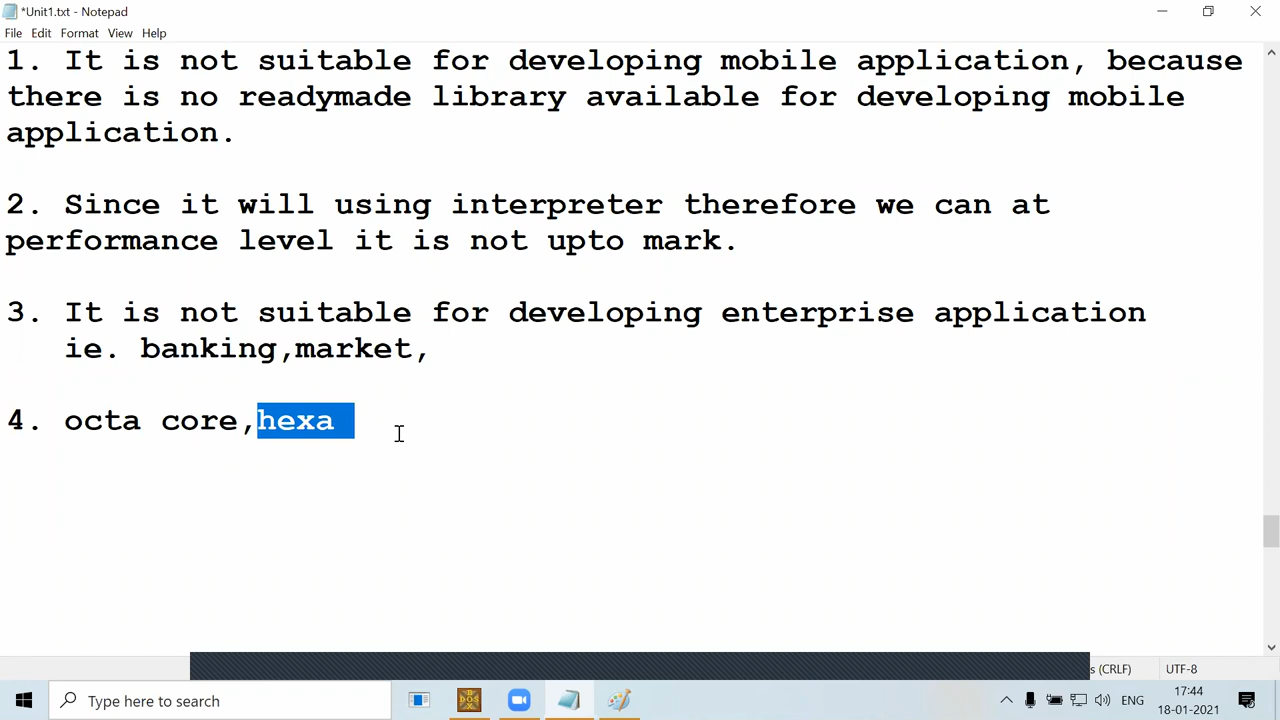 *Unit1.txt - Notepad
File Edit Format View Help
1. It is not suitable for developing mobile application, because
there is no readymade library available for developing mobile
application.
2. Since it will using interpreter therefore we can at
performance level it is not upto mark.
3. It is not suitable for developing enterprise application
ie. banking,market,
4. octa core,hexa
(CRLF) UTF-8
Type here to search
DOS
ENG
17:44
18-01-2021